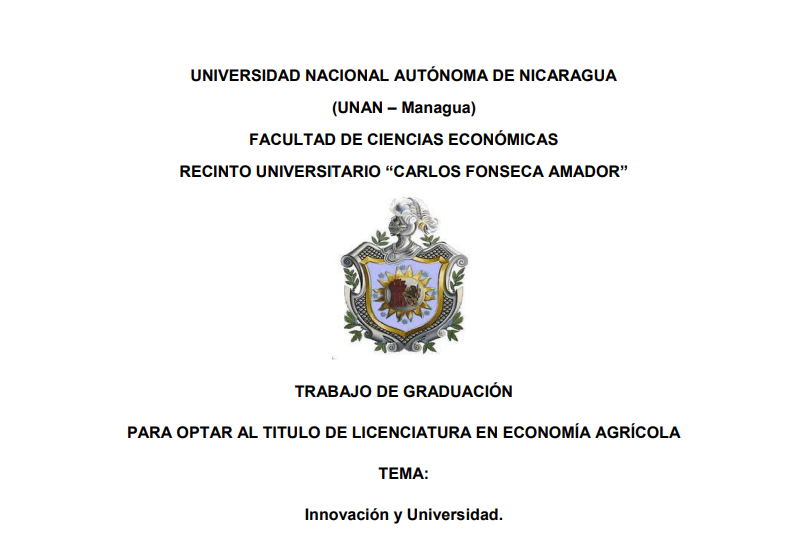 UNIVERSIDAD NACIONAL AUTÓNOMA DE NICARAGUA
(UNAN – Managua)
FACULTAD DE CIENCIAS ECONÓMICAS
RECINTO UNIVERSITARIO “CARLOS FONSECA AMADOR”
TRABAJO DE GRADUACIÓN
PARA OPTAR AL TITULO DE LICENCIATURA EN ECONOMÍA AGRÍCOLA
TEMA:
Innovación y Universidad.